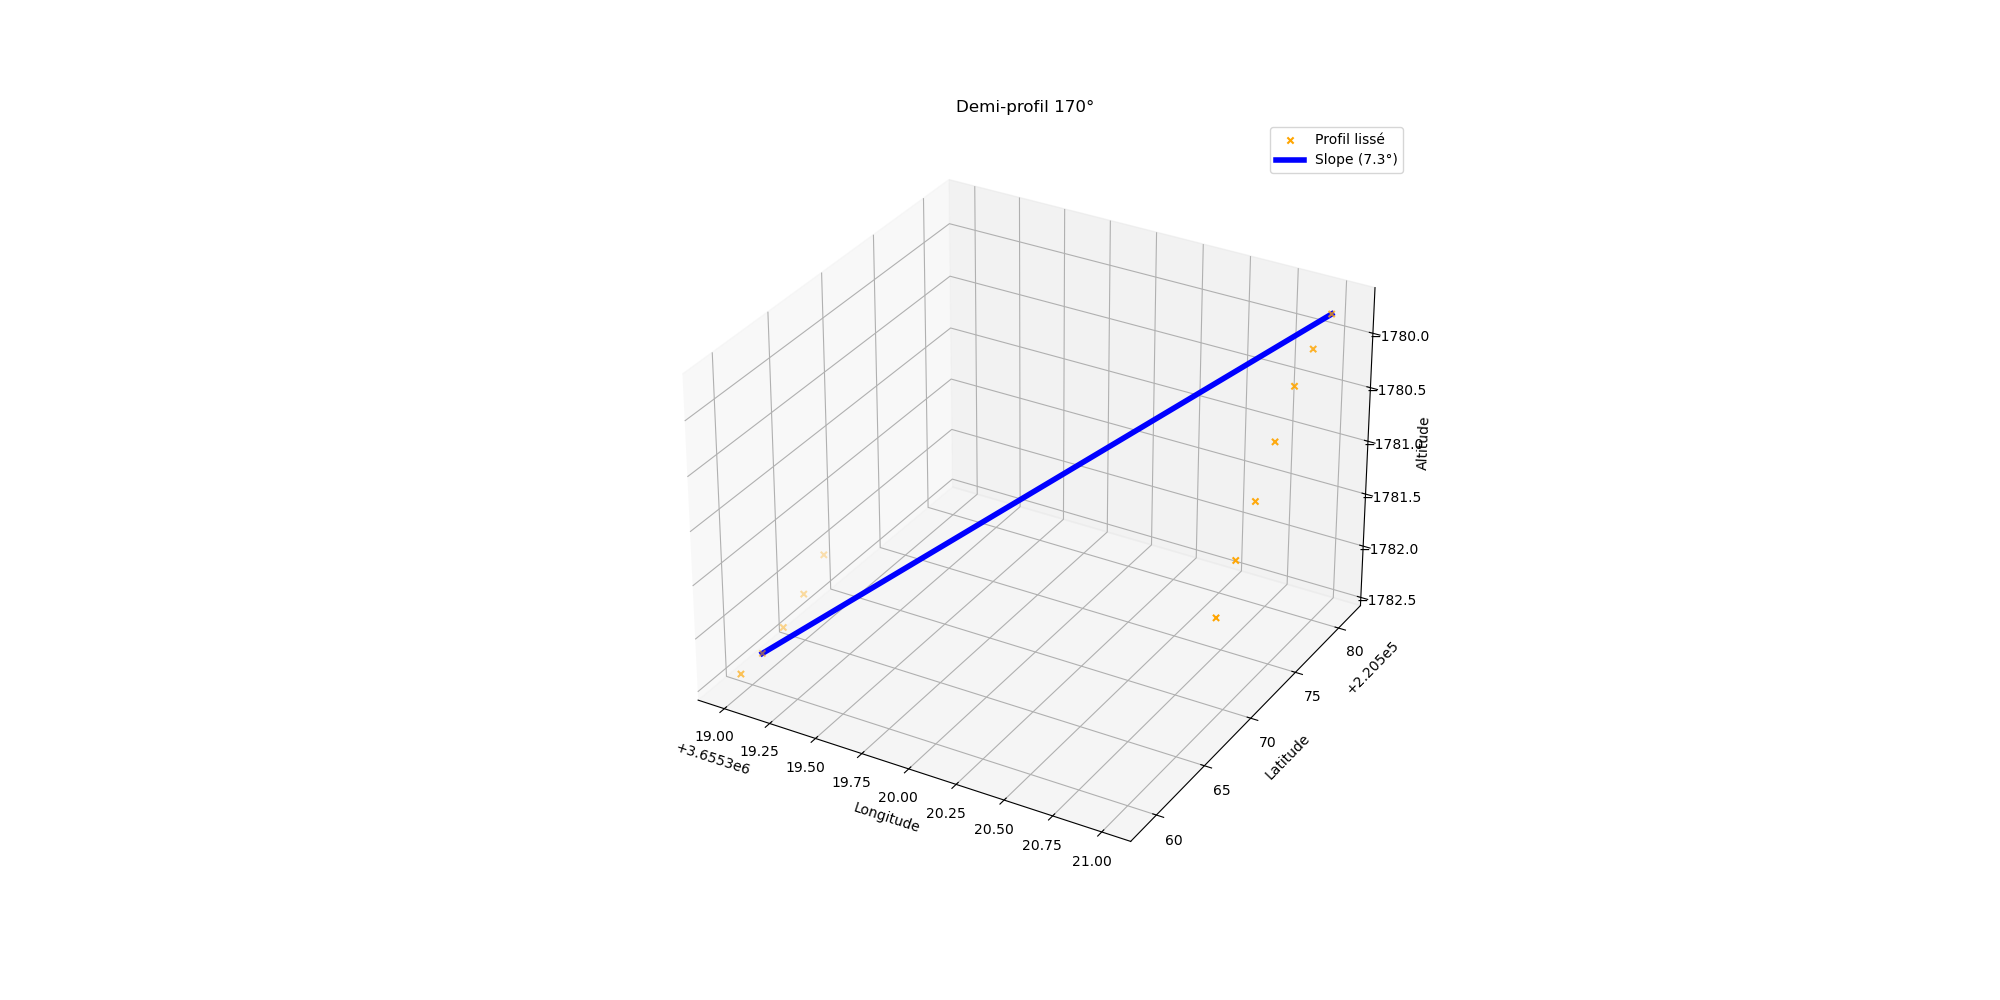 Demi-profil 170°
Profil lissé
Slope (7.3°)
−1780.0
−1780.5
−1781.0
−1781.5
−1782.0
−1782.5
Altitude
80
75
70
65
60
+2.205e5
Latitude
19.00
19.25
19.50
19.75
20.00
20.25
20.50
20.75
21.00
+3.6553e6
Longitude